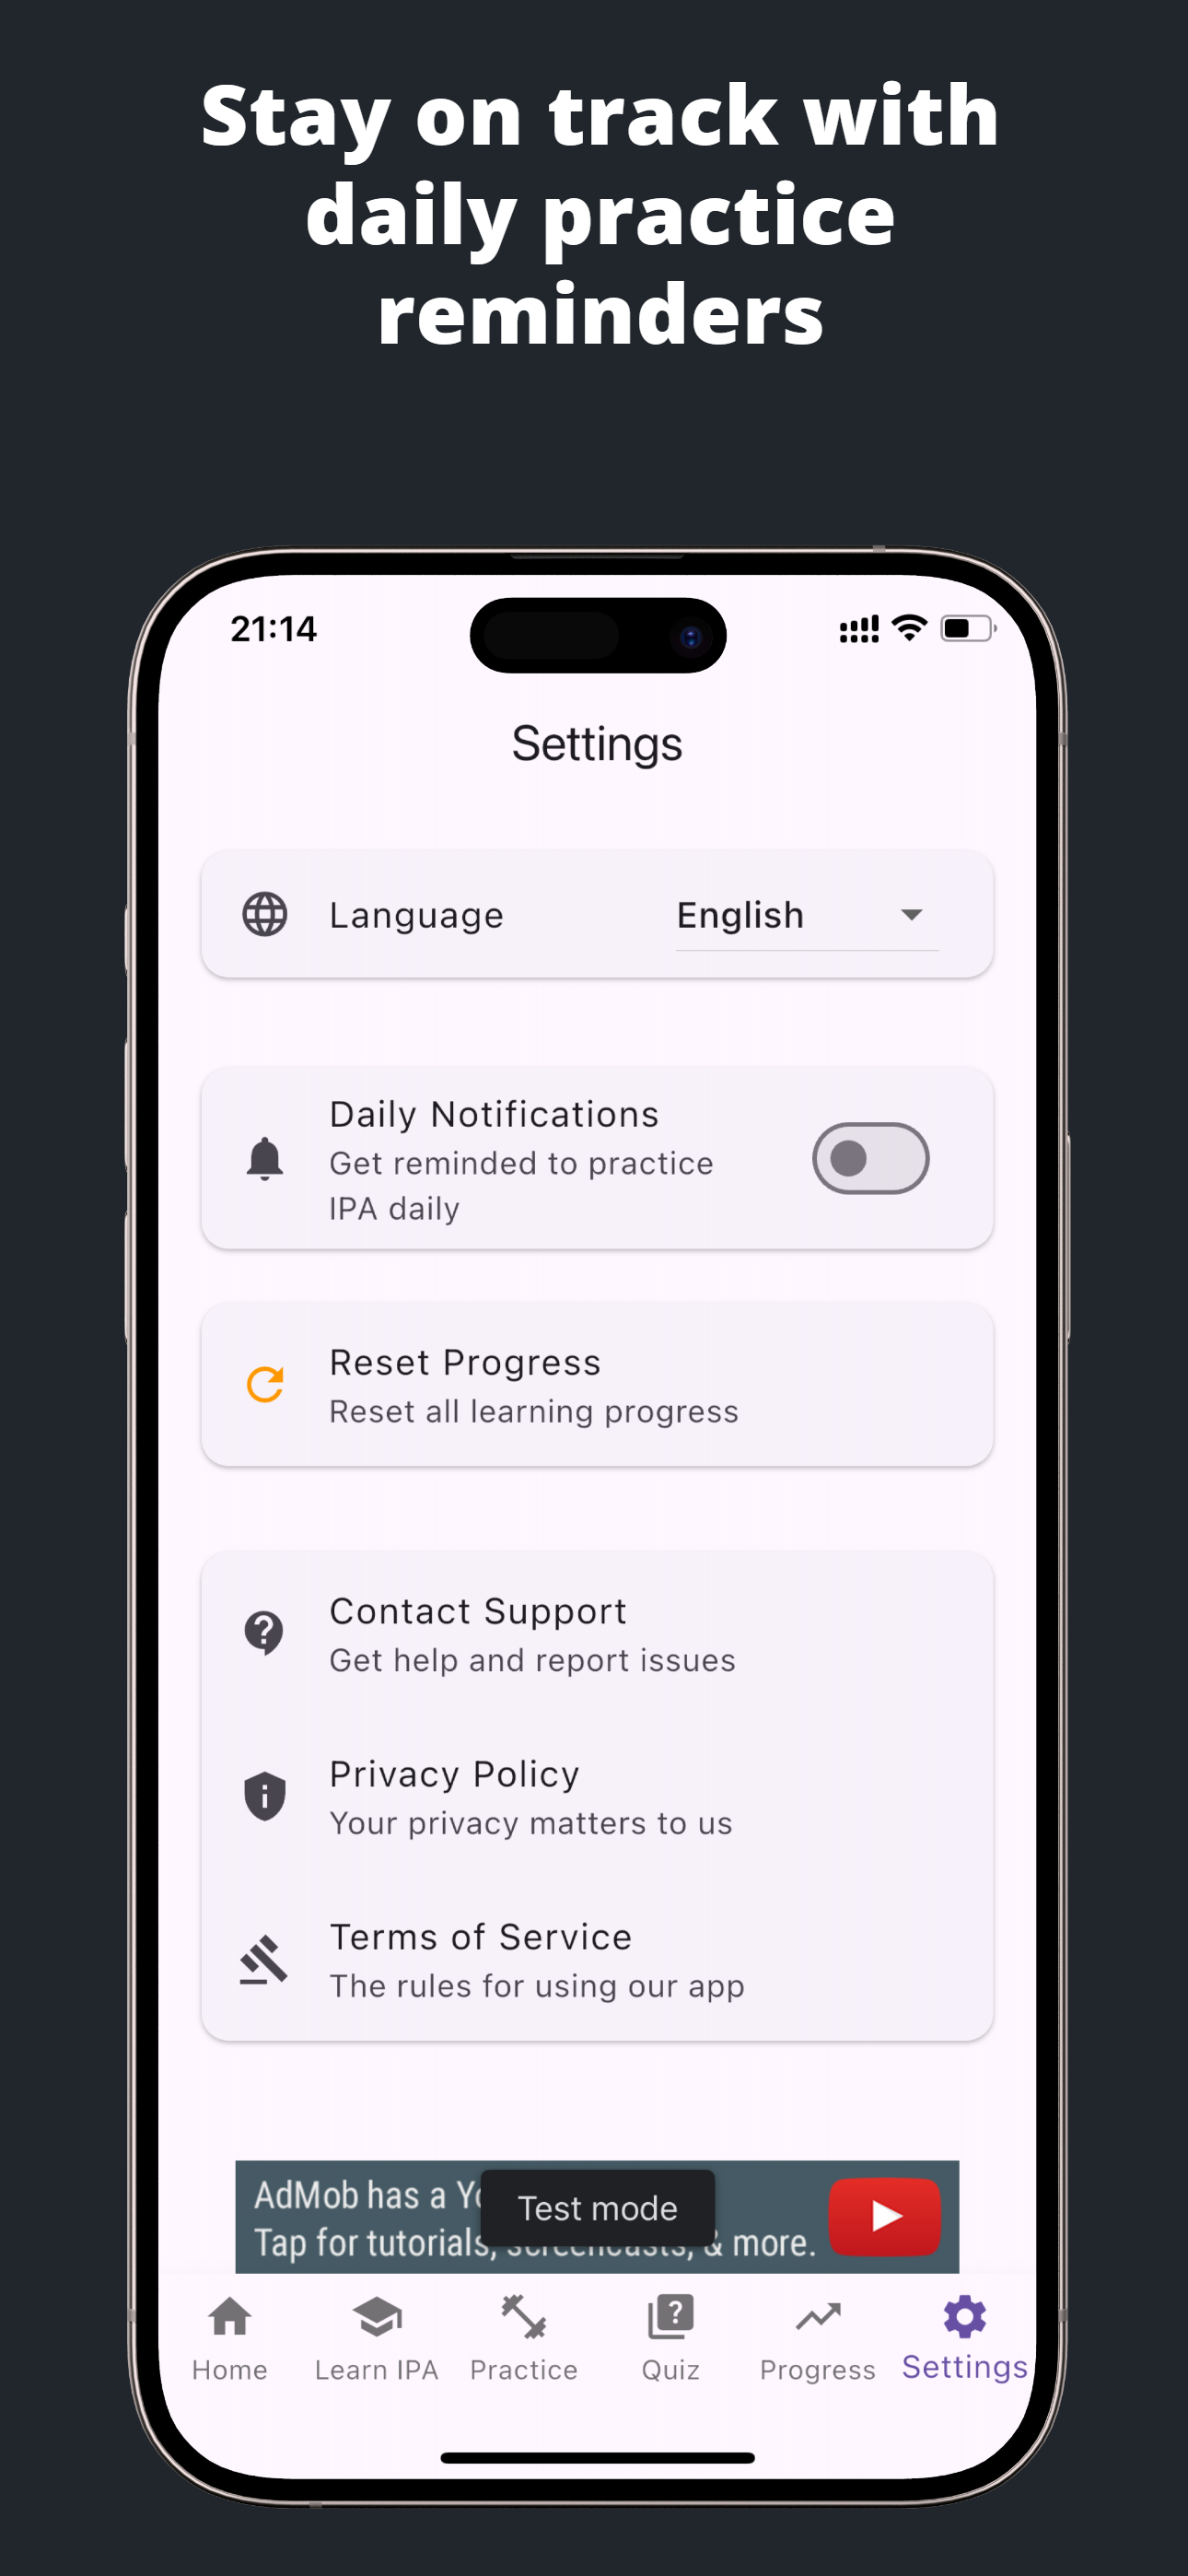 Stay on track with
daily practice
reminders
21:14
Settings
Language
English
Daily Notifications
Get reminded to practice
IPA daily
Reset Progress
Reset all learning progress
Contact Support
Get help and report issues
Privacy Policy
Your privacy matters to us
Terms of Service
The rules for using our app
AdMob has a
Test mode
Tap for tutorials, screencasts, & more.
Home
Learn IPA
Practice
Quiz
Progress
Settings